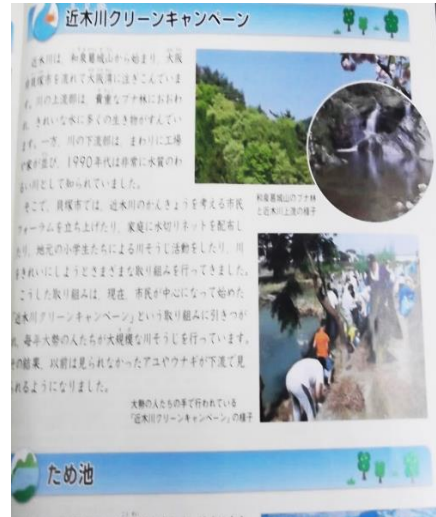 近木川クリーンキャンペーン
近木川は、和泉葛城山から始まり、大阪
貝塚市を流れて大阪湾に注ぎこんでいま
す。川の上流部は、貴重なブナ林におおわ
、きれいな水に多くの生き物がすんでい
ます。一方、川の下流部は、まわりに工場
や家が並び、1990年代は非常に水質のわ
い川として知られていました。
そこで、貝塚市では、近木川のかんきょうを考える市民
フォーラムを立ち上げたり、家庭に水切りネットを配布し
たり、地元の小学生たちによる川そうじ活動をしたり、川
をきれいにしようとさまざまな取り組みを行ってきました。
こうした取り組みは、現在、市民が中心になって始めた
「近木川クリーンキャンペーン」という取り組みに引きつが
れ、毎年大勢の人たちが大規模な川そうじを行っています。
その結果、以前は見られなかったアユやウナギが下流で見
られるようになりました。
和泉葛城山のブナ林
と近木川上流の様子
大勢の人たちの手で行われている
「近木川クリーンキャンペーン」の様子
ため池